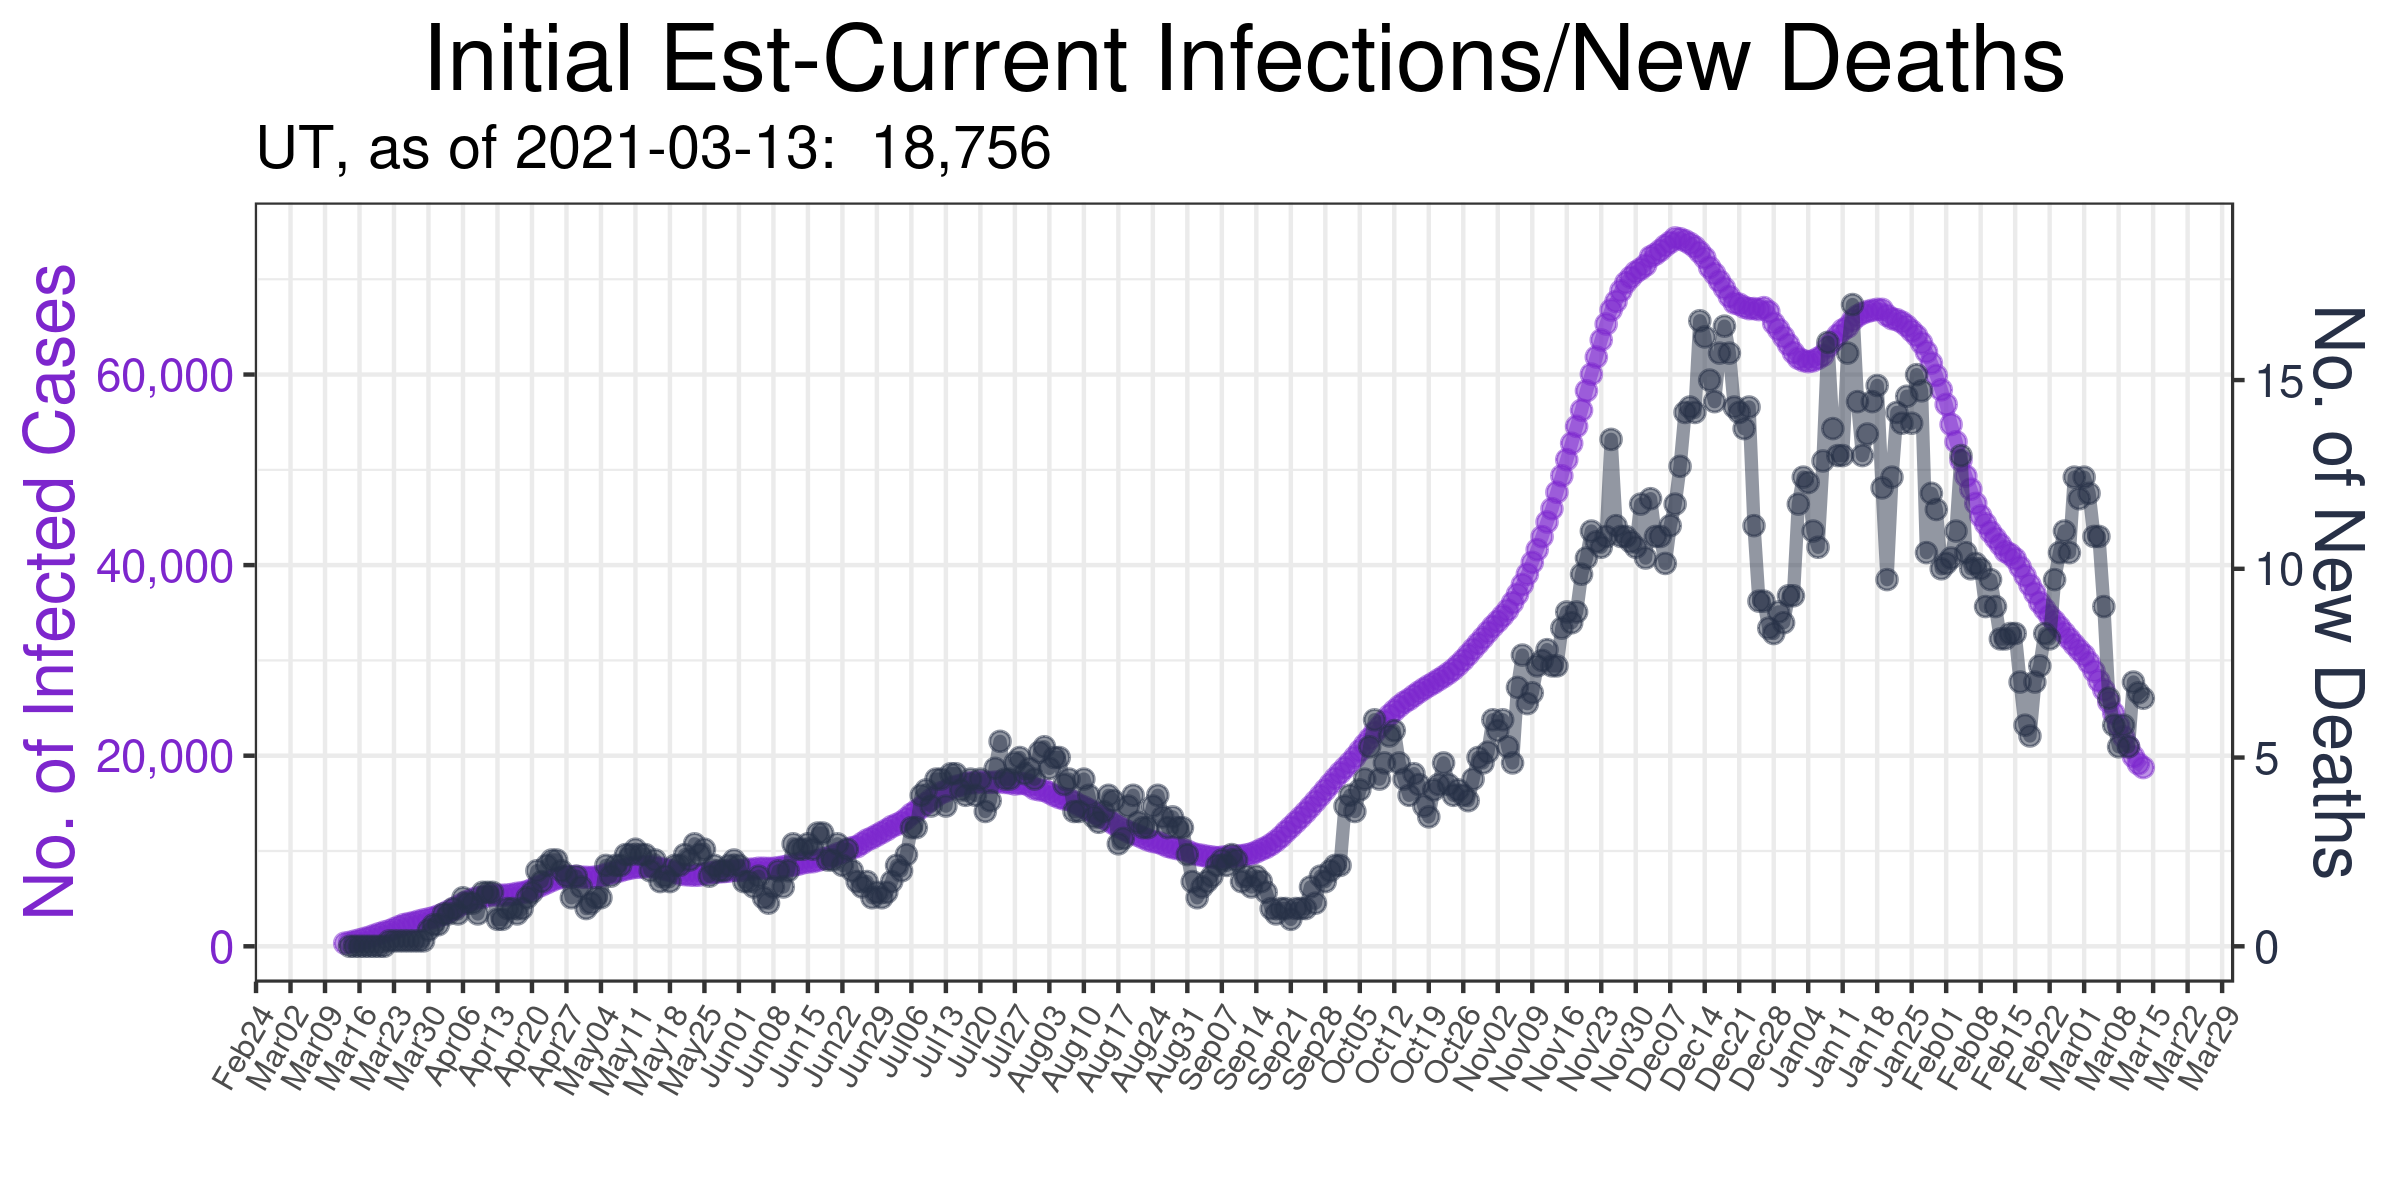 Initial Est-Current Infections/New Deaths
UT, as of 2021-03-13:  18,756
No. of Infected Cases
60,000
40,000
20,000
0
15
10
5
0
No. of New Deaths
Feb24
Mar02
Mar09
Mar16
Mar23
Mar30
Apr06
Apr13
Apr20
Apr27
May04
May11
May18
May25
Jun01
Jun08
Jun15
Jun22
Jun29
Jul06
Jul13
Jul20
Jul27
Aug03
Aug10
Aug17
Aug24
Aug31
Sep07
Sep14
Sep21
Sep28
Oct05
Oct12
Oct19
Oct26
Nov02
Nov09
Nov16
Nov23
Nov30
Dec07
Dec14
Dec21
Dec28
Jan04
Jan11
Jan18
Jan25
Feb01
Feb08
Feb15
Feb22
Mar01
Mar08
Mar15
Mar22
Mar29